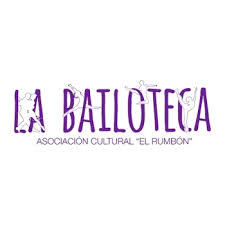 LA BAILOTECA
ASOCIACIÓN CULTURAL "EL RUMBÓN"